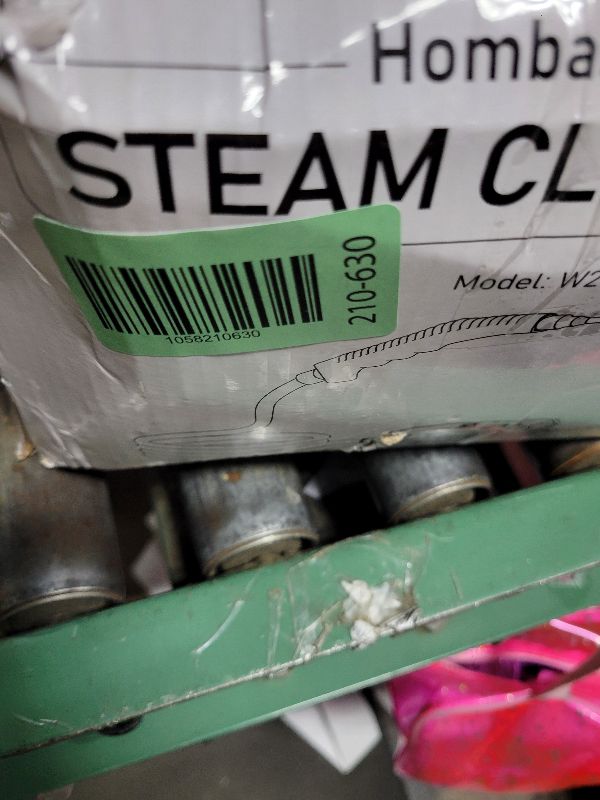 Homba
STEAM CL
Model: W2
210-630
1058210630